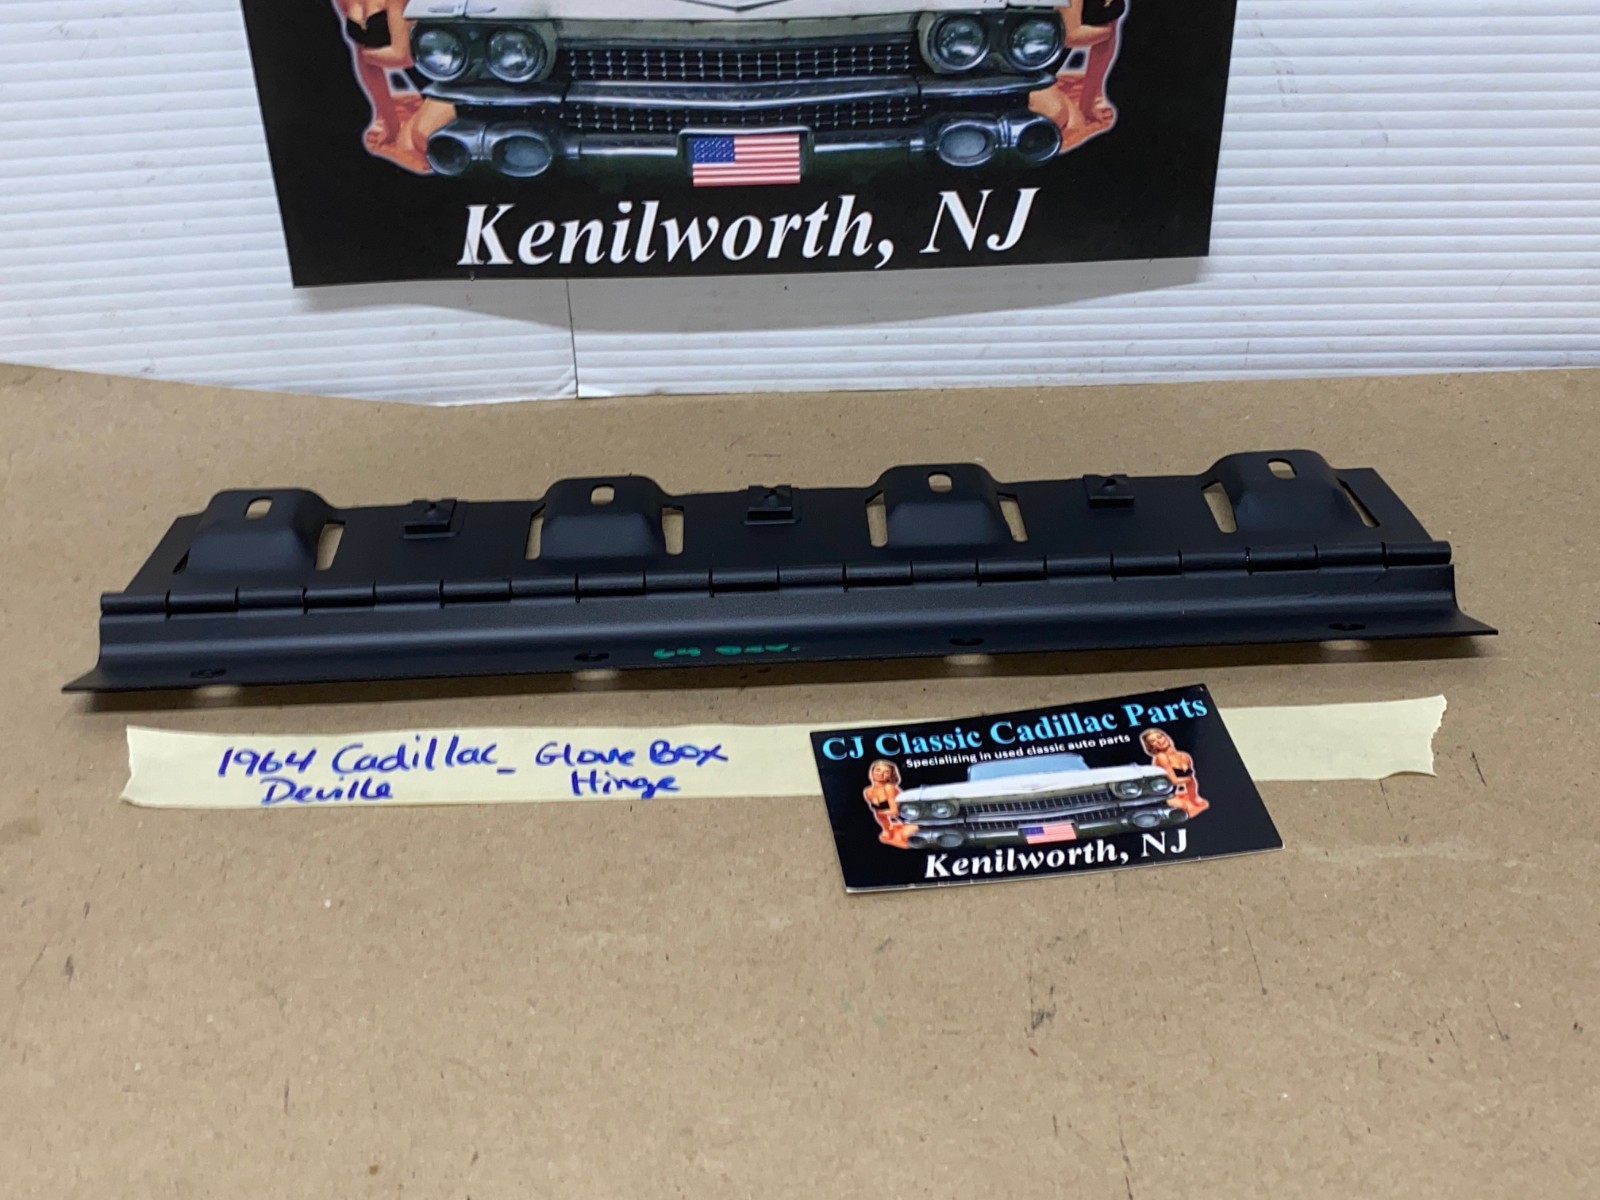 Kenilworth, NJ
1964 Cadillac - Glove Box
Deville Hinge
CJ Classic Cadillac Parts
Specializing in used classic auto parts
Kenilworth, NJ